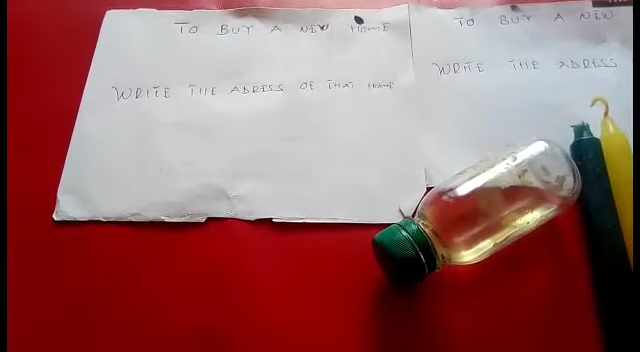 TO BUY A NEW HOME
WRITE THE ADRESS OF THAT HOME
TO BUY A NEW
WRITE THE ADRESS